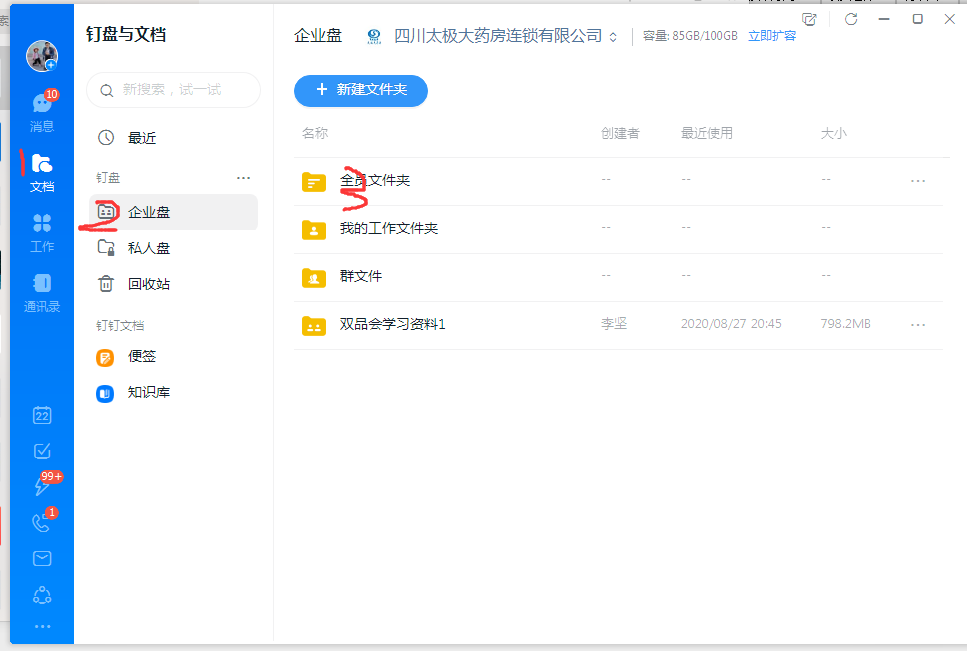 钉盘与文档
企业盘 四川太极大药房连锁有限公司 容量: 85GB/100GB 立即扩容
新搜索，试一试
+ 新建文件夹
10
消息
最近
名称 创建者 最近使用 大小
1
文档
钉盘 ...
全员文件夹 -- -- -- ...
3
2
企业盘
工作
我的工作文件夹 -- -- --
私人盘
群文件 -- -- --
回收站
通讯录
钉钉文档
双品会学习资料1 李坚 2020/08/27 20:45 798.2MB ...
便签
知识库
22
99+
1
...